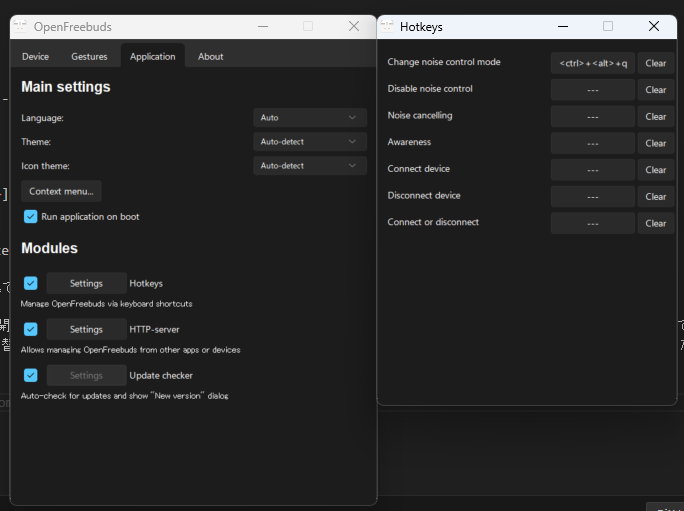 OpenFreebuds
Device Gestures Application About
Main settings
Language: Auto
Theme: Auto-detect
Icon theme: Auto-detect
Context menu...
Run application on boot
Modules
Settings Hotkeys
Manage OpenFreebuds via keyboard shortcuts
Settings HTTP-server
Allows managing OpenFreebuds from other apps or devices
Settings Update checker
Auto-check for updates and show "New version" dialog
Hotkeys
Change noise control mode <ctrl>+<alt>+q Clear
Disable noise control --- Clear
Noise cancelling --- Clear
Awareness --- Clear
Connect device --- Clear
Disconnect device --- Clear
Connect or disconnect --- Clear